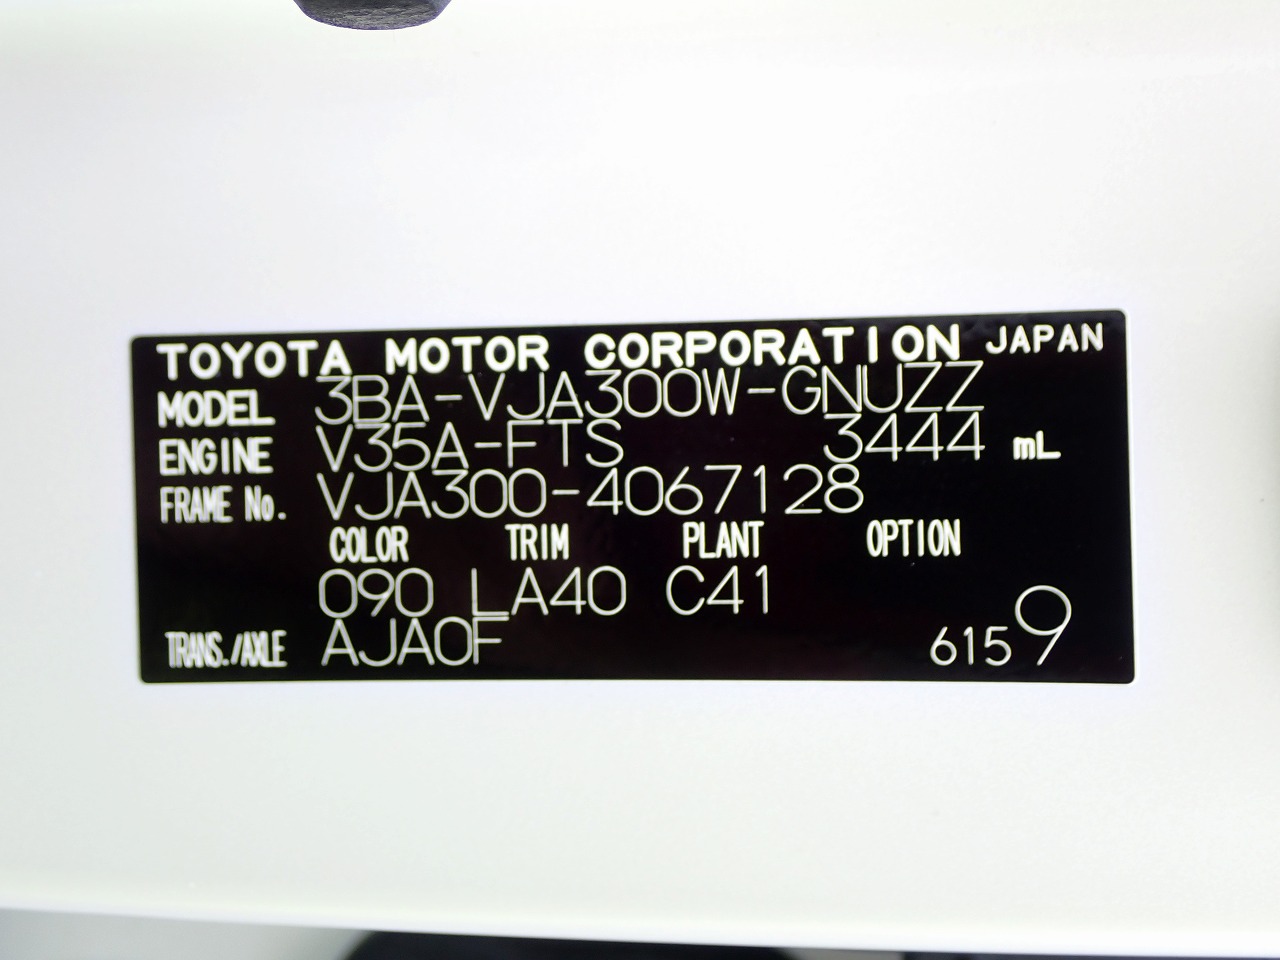 TOYOTA MOTOR CORPORATION JAPAN
MODEL 3BA-VJA300W-GNUZZ
ENGINE V35A-FTS 3444 mL
FRAME No. VJA300-4067128
COLOR TRIM PLANT OPTION
090 LA40 C41
TRANS./AXLE AJA0F 6159